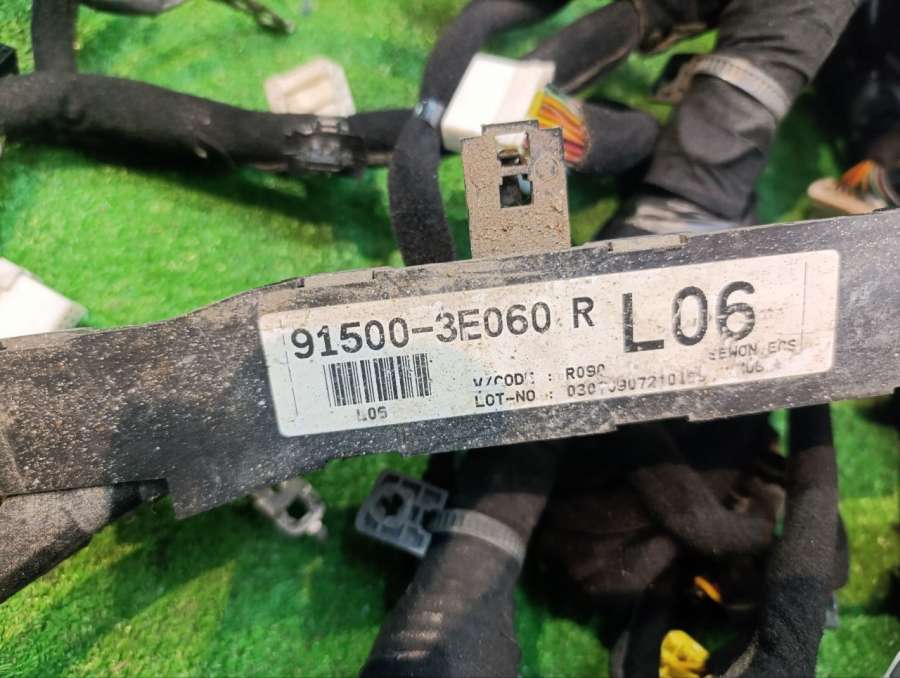 91500-3E060 R L06
L06
V/CODE : R090
LOT-NO :